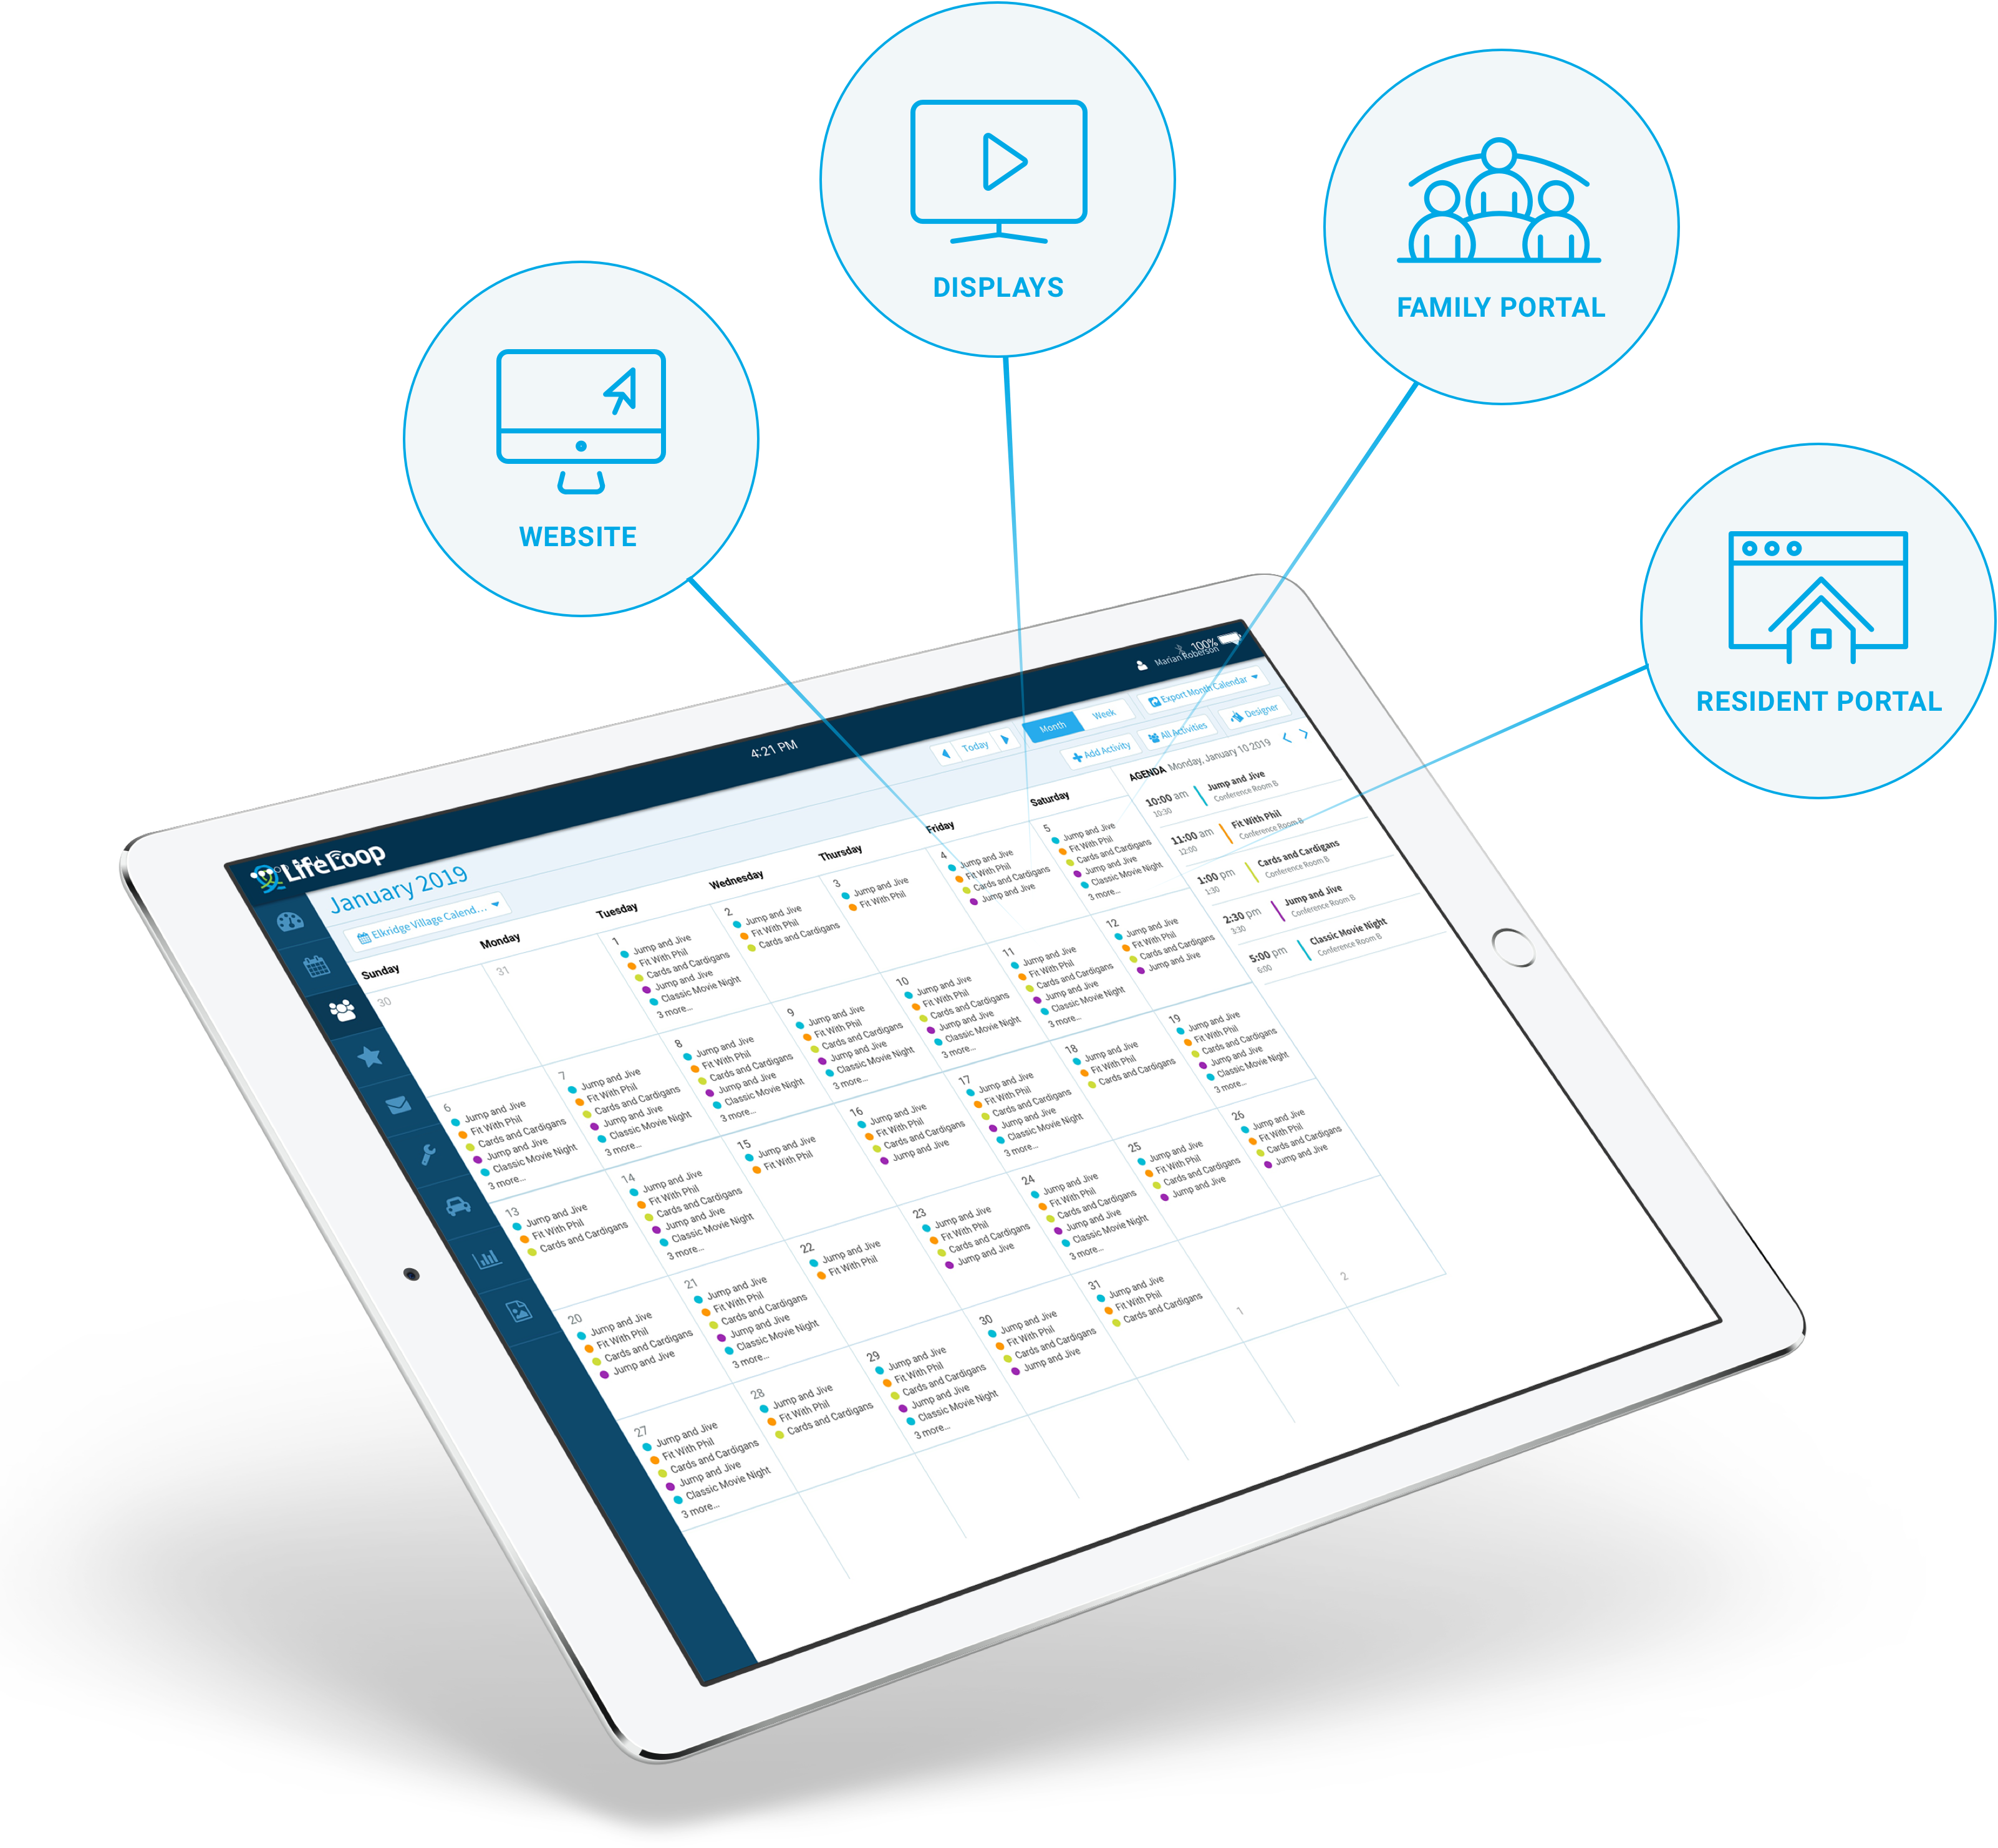 DISPLAYS
FAMILY PORTAL
WEBSITE
RESIDENT PORTAL
4:21 PM
100%
Marian Roberson
LifeLoop
January 2019
Today
Month
Week
Export Month Calendar
Elkridge Village Calend...
Add Activity
All Activities
Designer
Sunday
Monday
Tuesday
Wednesday
Thursday
Friday
Saturday
30
31
1
Jump and Jive
Fit With Phil
Cards and Cardigans
Jump and Jive
Classic Movie Night
3 more...
2
Jump and Jive
Fit With Phil
Cards and Cardigans
3
Jump and Jive
Fit With Phil
4
Jump and Jive
Fit With Phil
Cards and Cardigans
Jump and Jive
5
Jump and Jive
Fit With Phil
Cards and Cardigans
Jump and Jive
Classic Movie Night
3 more...
6
Jump and Jive
Fit With Phil
Cards and Cardigans
Jump and Jive
Classic Movie Night
3 more...
7
Jump and Jive
Fit With Phil
Cards and Cardigans
Jump and Jive
Classic Movie Night
3 more...
8
Jump and Jive
Fit With Phil
Cards and Cardigans
Jump and Jive
Classic Movie Night
3 more...
9
Jump and Jive
Fit With Phil
Cards and Cardigans
Jump and Jive
Classic Movie Night
3 more...
10
Jump and Jive
Fit With Phil
Cards and Cardigans
Jump and Jive
Classic Movie Night
3 more...
11
Jump and Jive
Fit With Phil
Cards and Cardigans
Jump and Jive
Classic Movie Night
3 more...
12
Jump and Jive
Fit With Phil
Cards and Cardigans
Jump and Jive
13
Jump and Jive
Fit With Phil
Cards and Cardigans
14
Jump and Jive
Fit With Phil
Cards and Cardigans
Jump and Jive
Classic Movie Night
3 more...
15
Jump and Jive
Fit With Phil
16
Jump and Jive
Fit With Phil
Cards and Cardigans
Jump and Jive
17
Jump and Jive
Fit With Phil
Cards and Cardigans
Jump and Jive
Classic Movie Night
3 more...
18
Jump and Jive
Fit With Phil
Cards and Cardigans
19
Jump and Jive
Fit With Phil
Cards and Cardigans
Jump and Jive
Classic Movie Night
3 more...
20
Jump and Jive
Fit With Phil
Cards and Cardigans
Jump and Jive
21
Jump and Jive
Fit With Phil
Cards and Cardigans
Jump and Jive
Classic Movie Night
3 more...
22
Jump and Jive
Fit With Phil
23
Jump and Jive
Fit With Phil
Cards and Cardigans
Jump and Jive
24
Jump and Jive
Fit With Phil
Cards and Cardigans
Jump and Jive
Classic Movie Night
3 more...
25
Jump and Jive
Fit With Phil
Cards and Cardigans
Jump and Jive
26
Jump and Jive
Fit With Phil
Cards and Cardigans
Jump and Jive
27
Jump and Jive
Fit With Phil
Cards and Cardigans
Jump and Jive
Classic Movie Night
3 more...
28
Jump and Jive
Fit With Phil
Cards and Cardigans
29
Jump and Jive
Fit With Phil
Cards and Cardigans
Jump and Jive
Classic Movie Night
3 more...
30
Jump and Jive
Fit With Phil
Cards and Cardigans
Jump and Jive
31
Jump and Jive
Fit With Phil
Cards and Cardigans
1
2
AGENDA Monday, January 10 2019
10:00 am Jump and Jive
10:30 Conference Room B
11:00 am Fit With Phil
12:00 Conference Room B
1:00 pm Cards and Cardigans
1:30 Conference Room B
2:30 pm Jump and Jive
3:30 Conference Room B
5:00 pm Classic Movie Night
6:00 Conference Room B